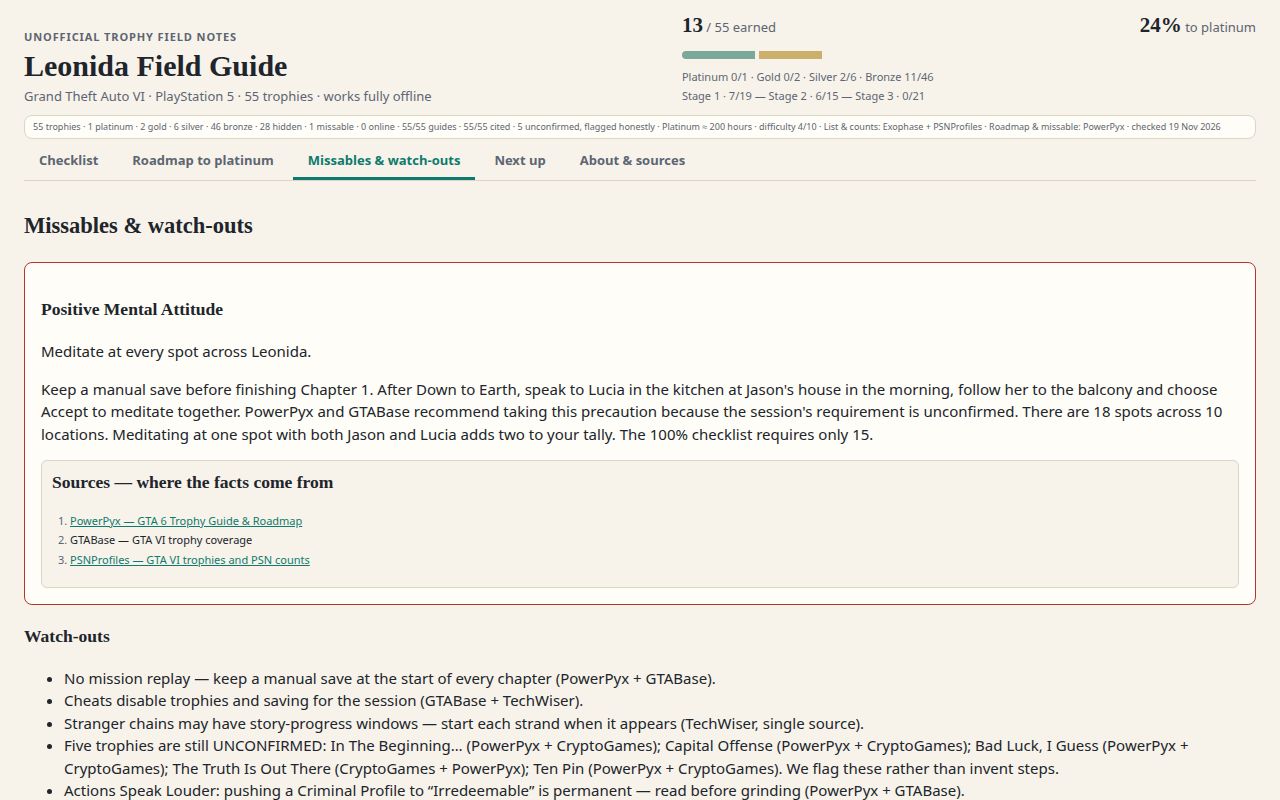 UNOFFICIAL TROPHY FIELD NOTES
Leonida Field Guide
Grand Theft Auto VI · PlayStation 5 · 55 trophies · works fully offline
13 / 55 earned
24% to platinum
Platinum 0/1 · Gold 0/2 · Silver 2/6 · Bronze 11/46
Stage 1 · 7/19 — Stage 2 · 6/15 — Stage 3 · 0/21
55 trophies · 1 platinum · 2 gold · 6 silver · 46 bronze · 28 hidden · 1 missable · 0 online · 55/55 guides · 55/55 cited · 5 unconfirmed, flagged honestly · Platinum ≈ 200 hours · difficulty 4/10 · List & counts: Exophase + PSNProfiles · Roadmap & missable: PowerPyx · checked 19 Nov 2026
Checklist
Roadmap to platinum
Missables & watch-outs
Next up
About & sources
Missables & watch-outs
Positive Mental Attitude
Meditate at every spot across Leonida.
Keep a manual save before finishing Chapter 1. After Down to Earth, speak to Lucia in the kitchen at Jason's house in the morning, follow her to the balcony and choose
Accept to meditate together. PowerPyx and GTABase recommend taking this precaution because the session's requirement is unconfirmed. There are 18 spots across 10
locations. Meditating at one spot with both Jason and Lucia adds two to your tally. The 100% checklist requires only 15.
Sources — where the facts come from
1. PowerPyx — GTA 6 Trophy Guide & Roadmap
2. GTABase — GTA VI trophy coverage
3. PSNProfiles — GTA VI trophies and PSN counts
Watch-outs
• No mission replay — keep a manual save at the start of every chapter (PowerPyx + GTABase).
• Cheats disable trophies and saving for the session (GTABase + TechWiser).
• Stranger chains may have story-progress windows — start each strand when it appears (TechWiser, single source).
• Five trophies are still UNCONFIRMED: In The Beginning... (PowerPyx + CryptoGames); Capital Offense (PowerPyx + CryptoGames); Bad Luck, I Guess (PowerPyx +
CryptoGames); The Truth Is Out There (CryptoGames + PowerPyx); Ten Pin (PowerPyx + CryptoGames). We flag these rather than invent steps.
• Actions Speak Louder: pushing a Criminal Profile to “Irredeemable” is permanent — read before grinding (PowerPyx + GTABase).